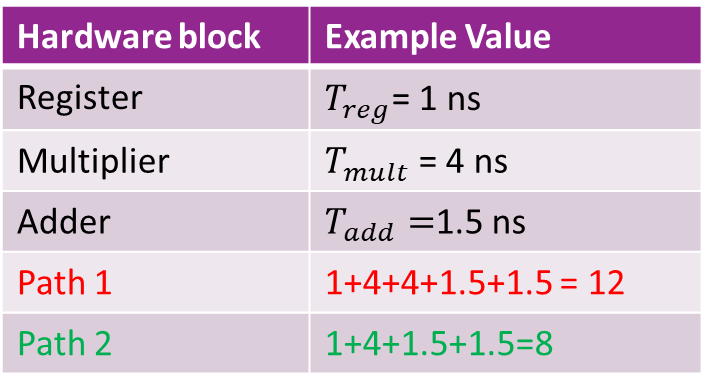 Hardware block Example Value
Register T_reg = 1 ns
Multiplier T_mult = 4 ns
Adder T_add =1.5 ns
Path 1 1+4+4+1.5+1.5 = 12
Path 2 1+4+1.5+1.5=8